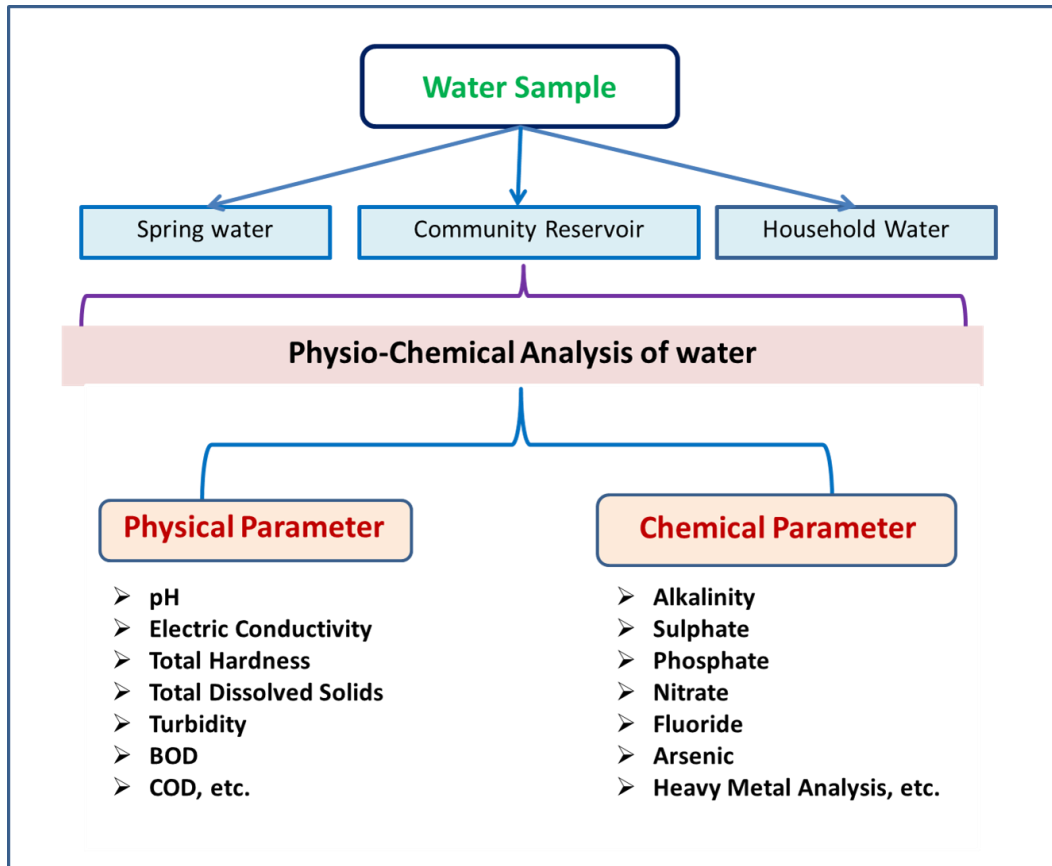 Water Sample
Spring water
Community Reservoir
Household Water
Physio-Chemical Analysis of water
Physical Parameter
➢ pH
➢ Electric Conductivity
➢ Total Hardness
➢ Total Dissolved Solids
➢ Turbidity
➢ BOD
➢ COD, etc.
Chemical Parameter
➢ Alkalinity
➢ Sulphate
➢ Phosphate
➢ Nitrate
➢ Fluoride
➢ Arsenic
➢ Heavy Metal Analysis, etc.